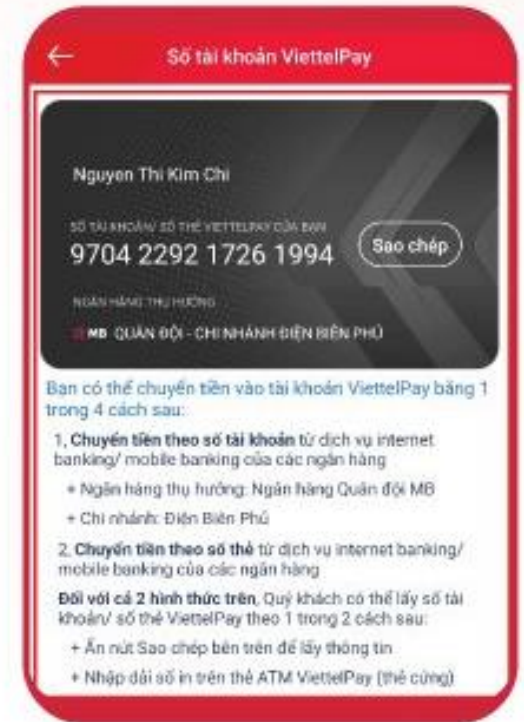 Số tài khoản ViettelPay
Nguyen Thi Kim Chi
SỐ TÀI KHOẢN/ SỐ THẺ VIETTELPAY CỦA BẠN
9704 2292 1726 1994
Sao chép
NGÂN HÀNG THỤ HƯỞNG
MB QUÂN ĐỘI - CHI NHÁNH ĐIỆN BIÊN PHỦ
Bạn có thể chuyển tiền vào tài khoản ViettelPay bằng 1
trong 4 cách sau:
1, Chuyển tiền theo số tài khoản từ dịch vụ internet
banking/ mobile banking của các ngân hàng
+ Ngân hàng thụ hưởng: Ngân hàng Quân đội MB
+ Chi nhánh: Điện Biên Phủ
2, Chuyển tiền theo số thẻ từ dịch vụ internet banking/
mobile banking của các ngân hàng
Đối với cả 2 hình thức trên, Quý khách có thể lấy số tài
khoản/ số thẻ ViettelPay theo 1 trong 2 cách sau:
+ Ấn nút Sao chép bên trên để lấy thông tin
+ Nhập dải số in trên thẻ ATM ViettelPay (thẻ cứng)